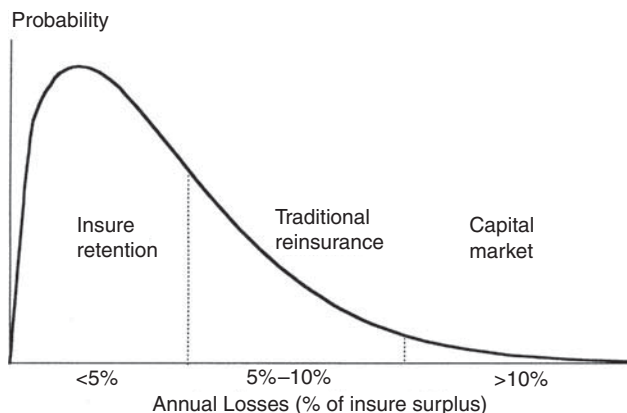 Probability
Insure
retention
Traditional
reinsurance
Capital
market
<5%
5%–10%
>10%
Annual Losses (% of insure surplus)